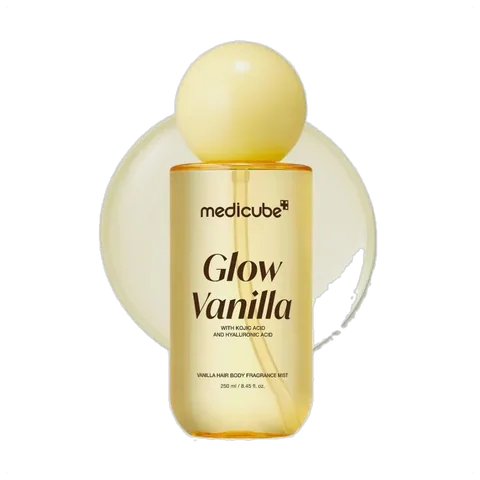 medicube
Glow
Vanilla
WITH KOJIC ACID
AND HYALURONIC ACID
VANILLA HAIR BODY FRAGRANCE MIST
250 ml / 8.45 fl. oz.